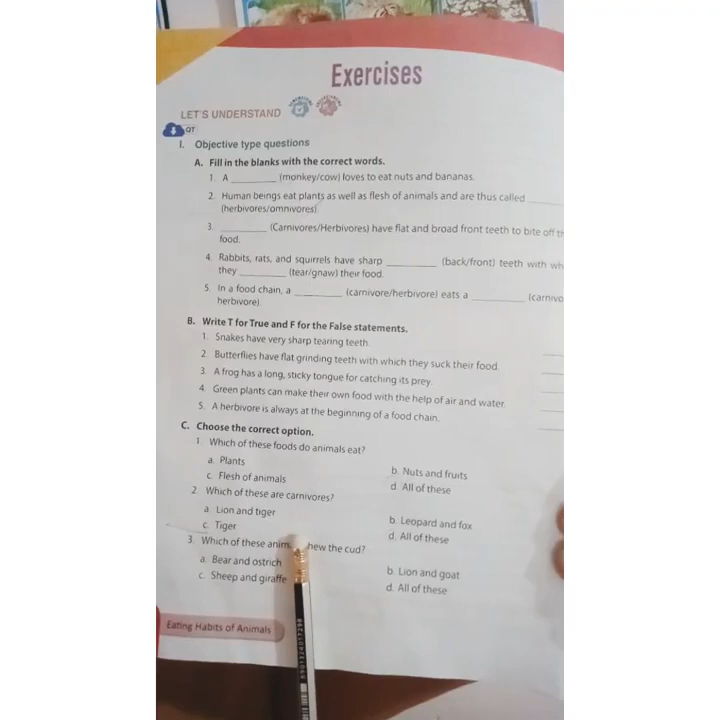 Exercises
LET'S UNDERSTAND
QT
I. Objective type questions
A. Fill in the blanks with the correct words.
1. A ________ (monkey/cow) loves to eat nuts and bananas.
2. Human beings eat plants as well as flesh of animals and are thus called ______
(herbivores/omnivores).
3. ________ (Carnivores/Herbivores) have flat and broad front teeth to bite off
food.
4. Rabbits, rats, and squirrels have sharp ________ (back/front) teeth with
they ________ (tear/gnaw) their food.
5. In a food chain, a ________ (carnivore/herbivore) eats a ________
herbivore).
B. Write T for True and F for the False statements.
1. Snakes have very sharp tearing teeth.
2. Butterflies have flat grinding teeth with which they suck their food.
3. A frog has a long, sticky tongue for catching its prey.
4. Green plants can make their own food with the help of air and water.
5. A herbivore is always at the beginning of a food chain.
C. Choose the correct option.
1. Which of these foods do animals eat?
a. Plants
b. Nuts and fruits
c. Flesh of animals
d. All of these
2. Which of these are carnivores?
a. Lion and tiger
b. Leopard and fox
c. Tiger
d. All of these
3. Which of these the cud?
a. Bear and ostrich
b. Lion and goat
c. Sheep and giraffe
d. All of these
Eating Habits of Animals